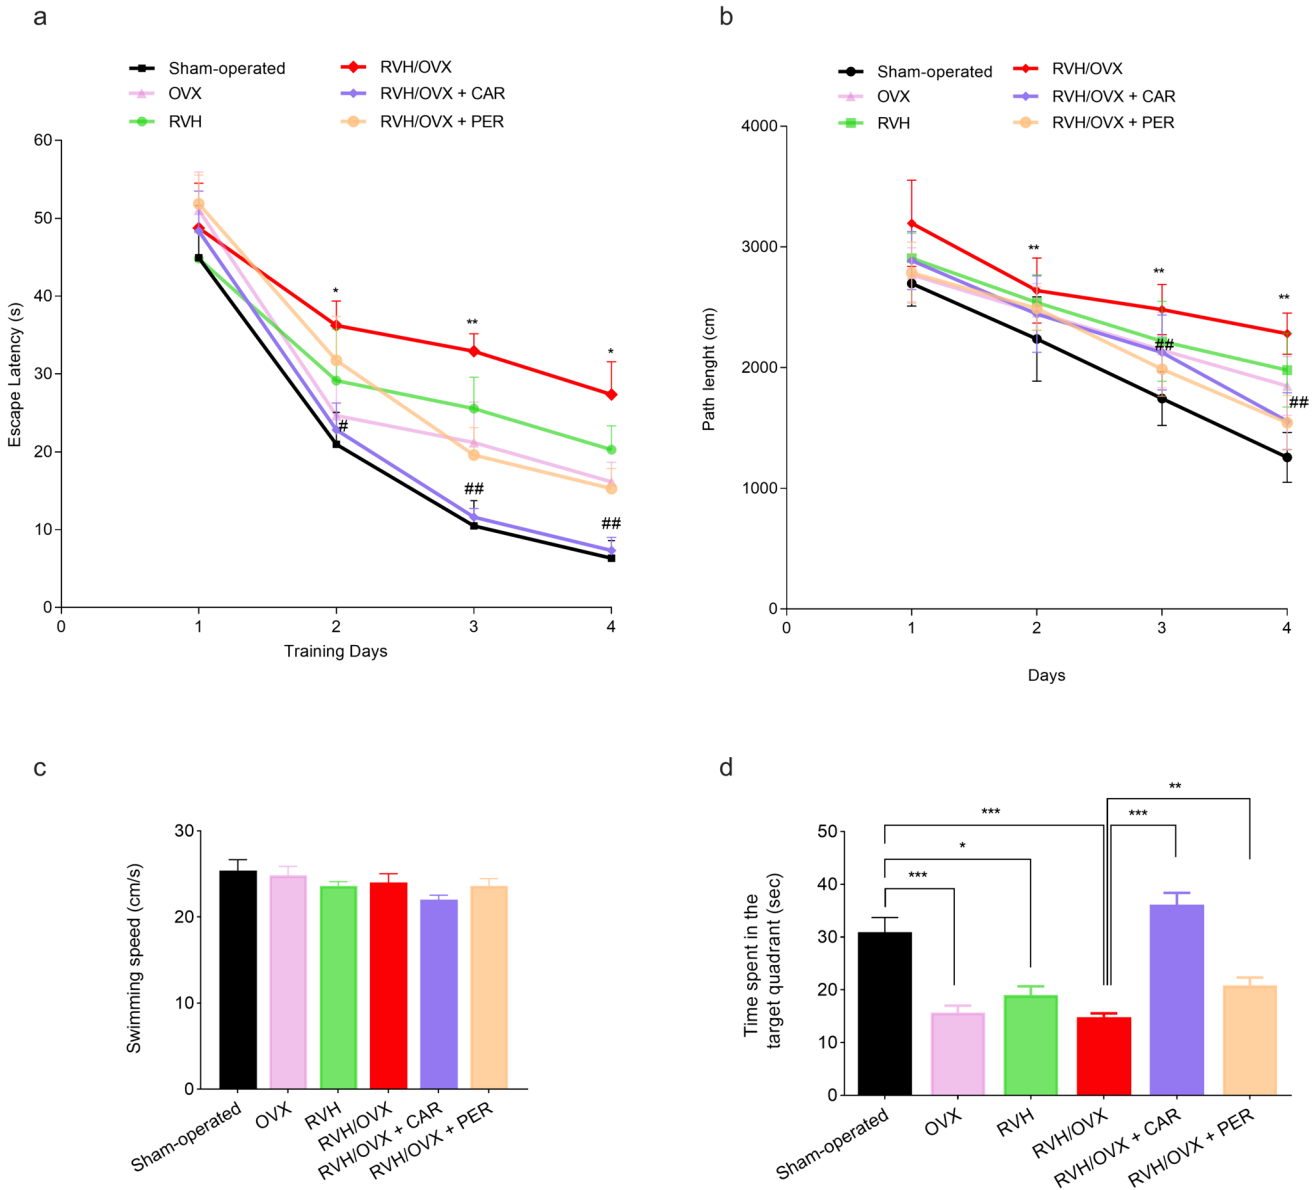 a
Sham-operated
OVX
RVH
RVH/OVX
RVH/OVX + CAR
RVH/OVX + PER
60
50
40
30
20
10
0
Escape Latency (s)
*
**
*
#
##
##
0
1
2
3
4
Training Days
b
Sham-operated
OVX
RVH
RVH/OVX
RVH/OVX + CAR
RVH/OVX + PER
4000
3000
2000
1000
0
Path lenght (cm)
**
**
**
##
##
0
1
2
3
4
Days
c
30
20
10
0
Swimming speed (cm/s)
Sham-operated
OVX
RVH
RVH/OVX
RVH/OVX + CAR
RVH/OVX + PER
d
50
40
30
20
10
0
Time spent in the
target quadrant (sec)
**
***
***
*
***
Sham-operated
OVX
RVH
RVH/OVX
RVH/OVX + CAR
RVH/OVX + PER